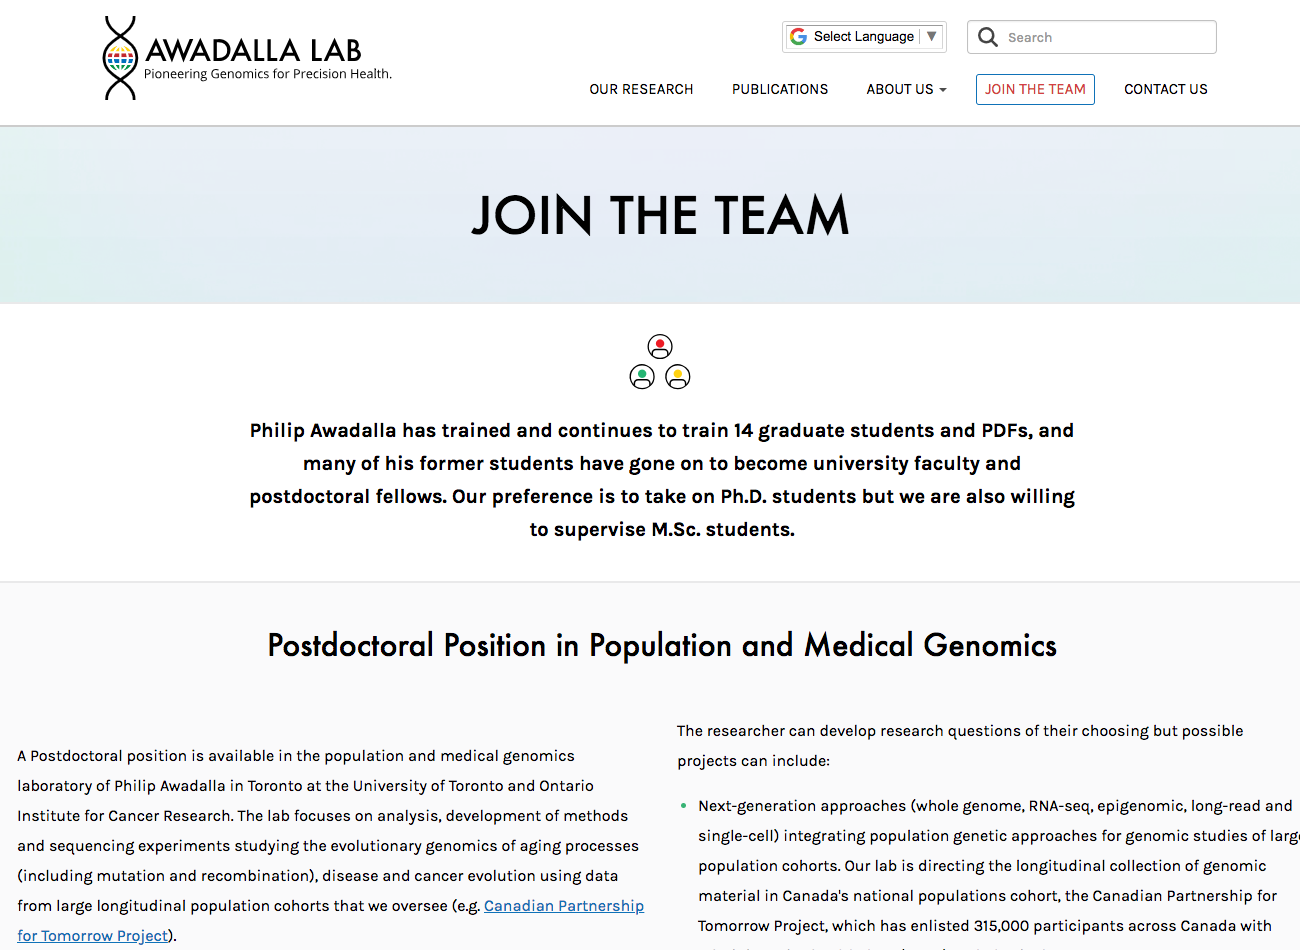 AWADALLA LAB
Pioneering Genomics for Precision Health.
Select Language
Search
OUR RESEARCH
PUBLICATIONS
ABOUT US
JOIN THE TEAM
CONTACT US
JOIN THE TEAM
Philip Awadalla has trained and continues to train 14 graduate students and PDFs, and
many of his former students have gone on to become university faculty and
postdoctoral fellows. Our preference is to take on Ph.D. students but we are also willing
to supervise M.Sc. students.
Postdoctoral Position in Population and Medical Genomics
A Postdoctoral position is available in the population and medical genomics
laboratory of Philip Awadalla in Toronto at the University of Toronto and Ontario
Institute for Cancer Research. The lab focuses on analysis, development of methods
and sequencing experiments studying the evolutionary genomics of aging processes
(including mutation and recombination), disease and cancer evolution using data
from large longitudinal population cohorts that we oversee (e.g. Canadian Partnership
for Tomorrow Project).
The researcher can develop research questions of their choosing but possible
projects can include:
Next-generation approaches (whole genome, RNA-seq, epigenomic, long-read and
single-cell) integrating population genetic approaches for genomic studies of large
population cohorts. Our lab is directing the longitudinal collection of genomic
material in Canada's national populations cohort, the Canadian Partnership for
Tomorrow Project, which has enlisted 315,000 participants across Canada with